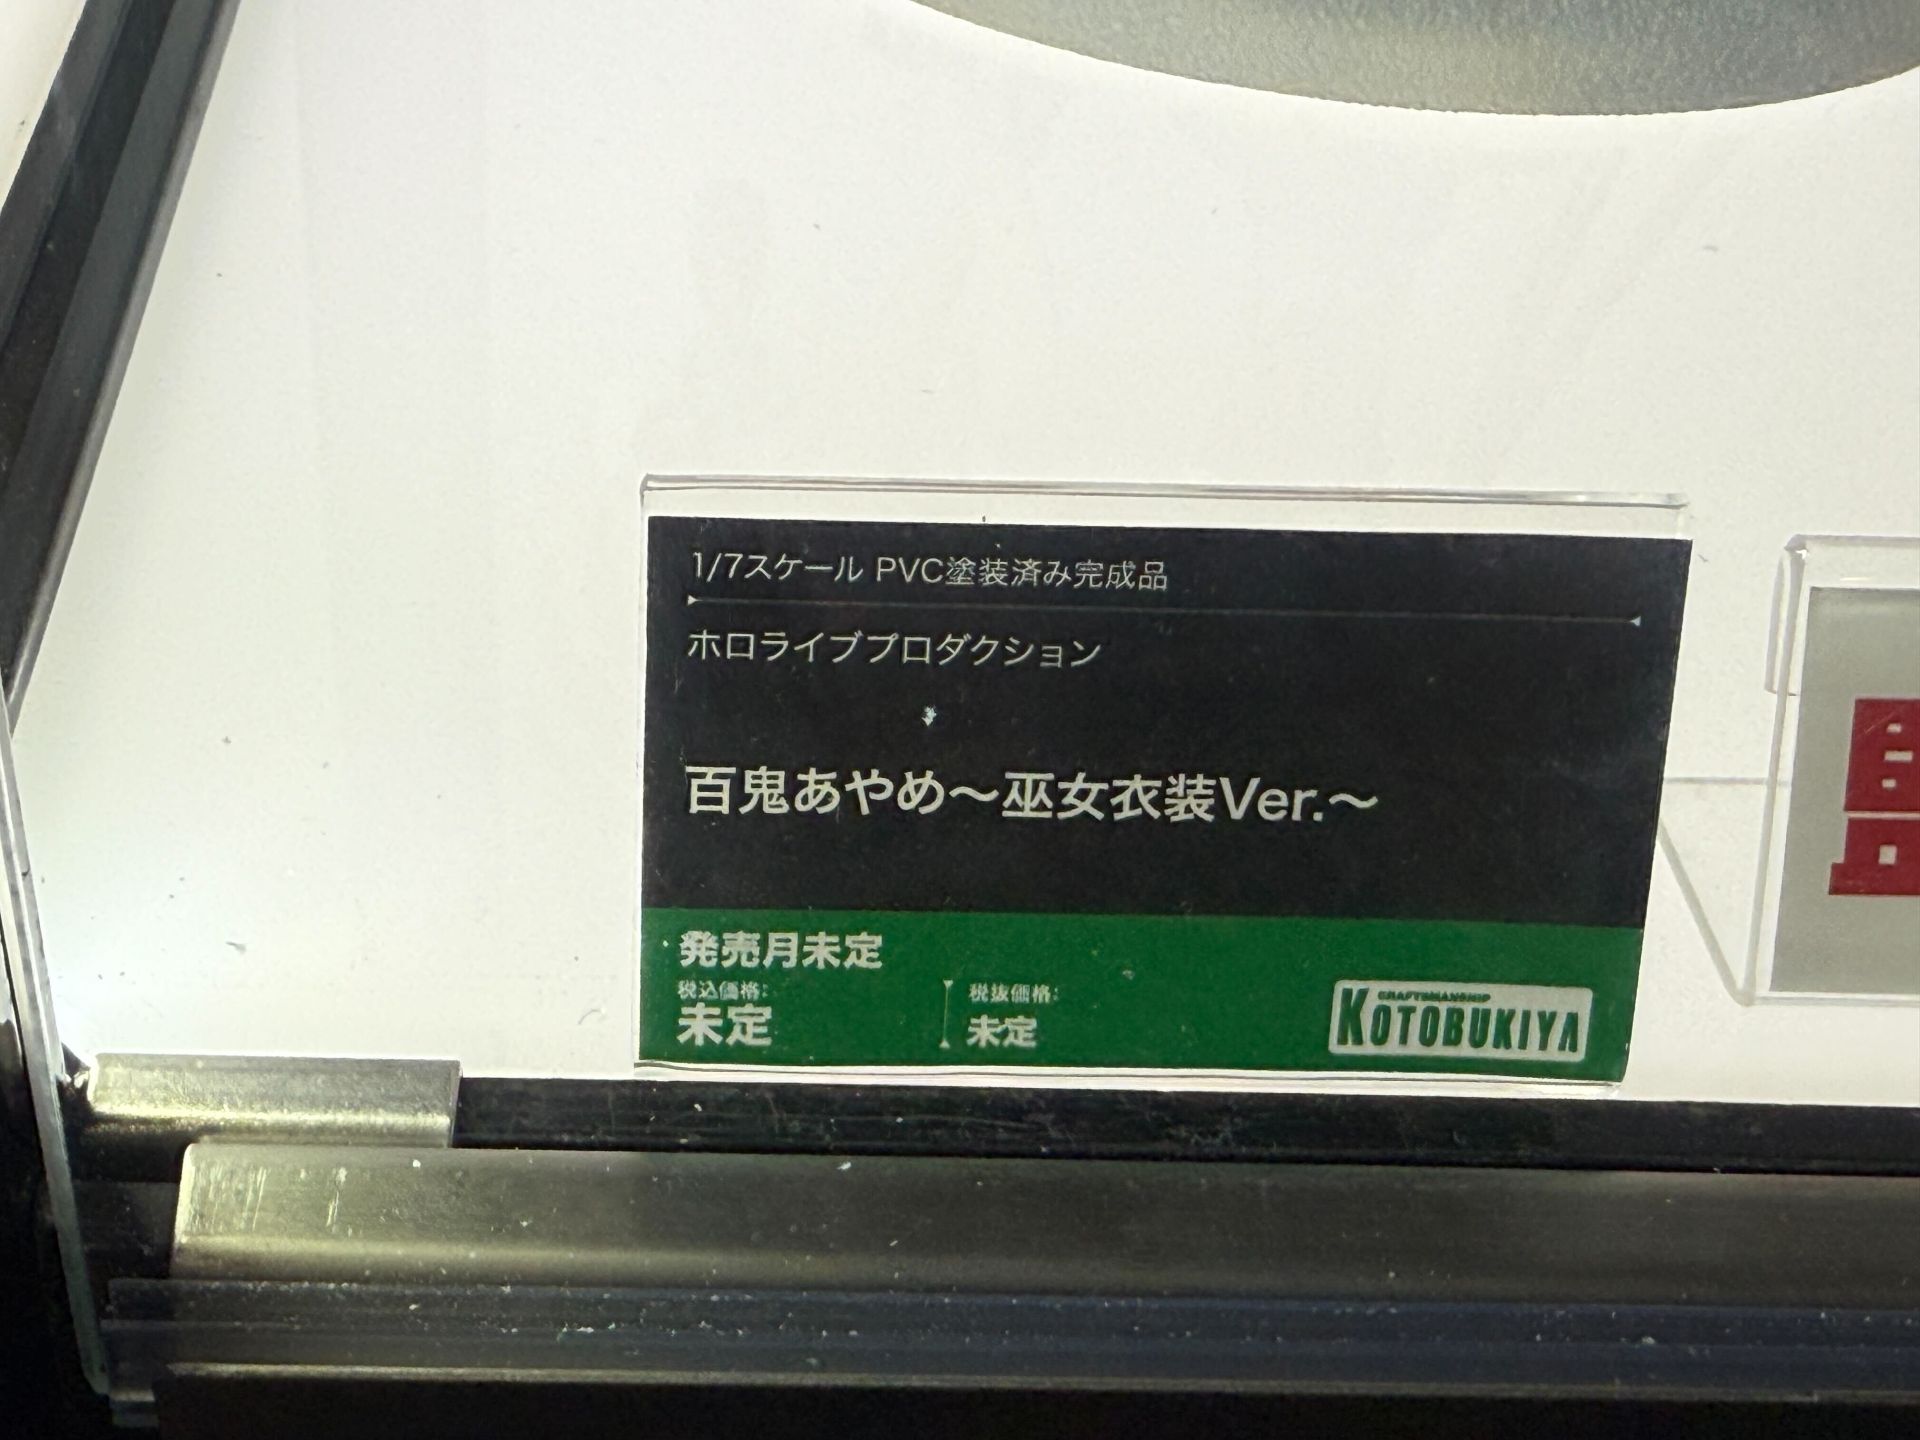 1/7スケール PVC塗装済み完成品
ホロライブプロダクション
百鬼あやめ～巫女衣装Ver.～
発売月未定
税込価格:
未定
税抜価格:
未定
CRAFTSMANSHIP
KOTOBUKIYA